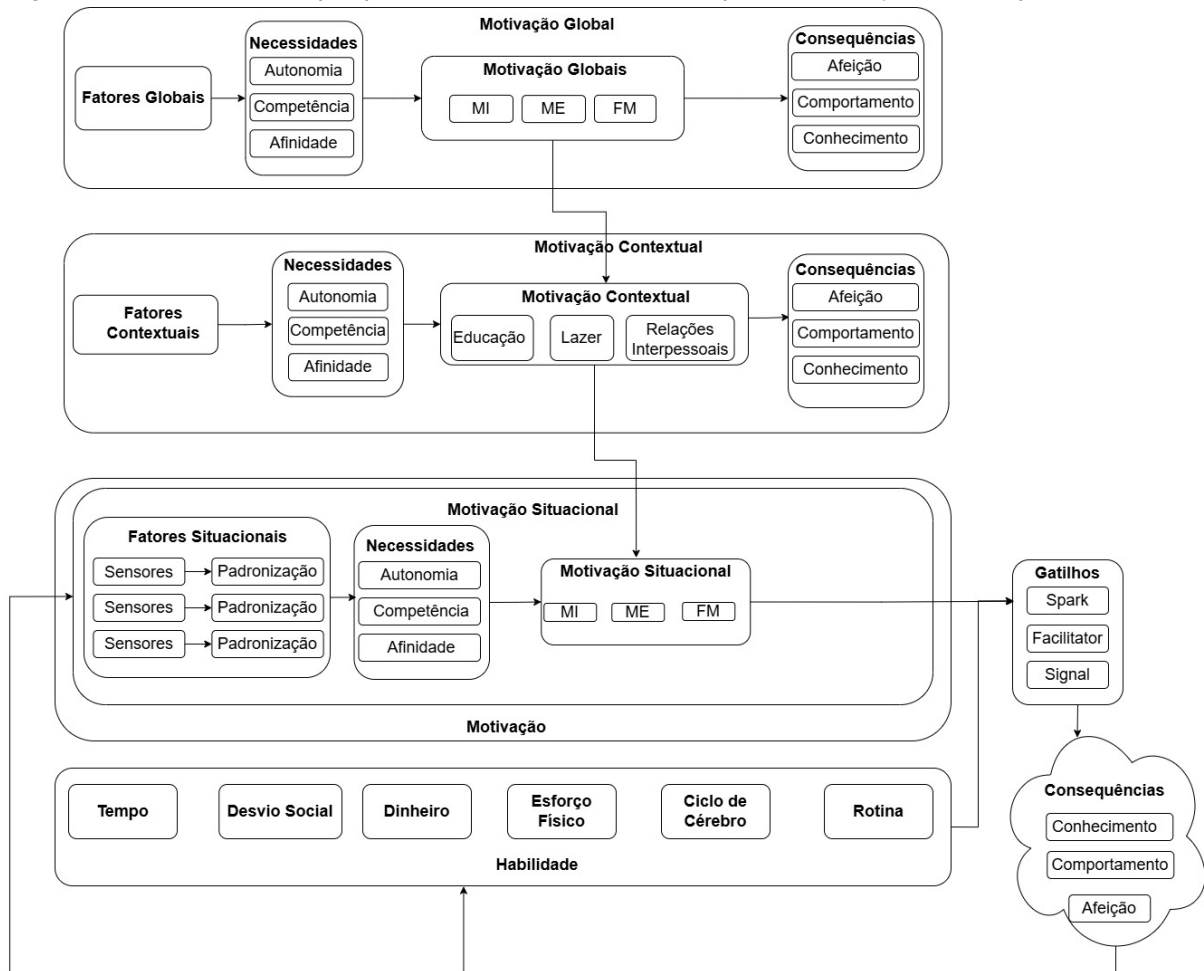 Motivação Global
Fatores Globais
Necessidades
Autonomia
Competência
Afinidade
Motivação Globais
MI
ME
FM
Consequências
Afeição
Comportamento
Conhecimento
Motivação Contextual
Fatores
Contextuais
Necessidades
Autonomia
Competência
Afinidade
Motivação Contextual
Educação
Lazer
Relações
Interpessoais
Consequências
Afeição
Comportamento
Conhecimento
Motivação Situacional
Fatores Situacionais
Sensores
Padronização
Sensores
Padronização
Sensores
Padronização
Necessidades
Autonomia
Competência
Afinidade
Motivação Situacional
MI
ME
FM
Motivação
Gatilhos
Spark
Facilitator
Signal
Tempo
Desvio Social
Dinheiro
Esforço
Físico
Ciclo de
Cérebro
Rotina
Habilidade
Consequências
Conhecimento
Comportamento
Afeição